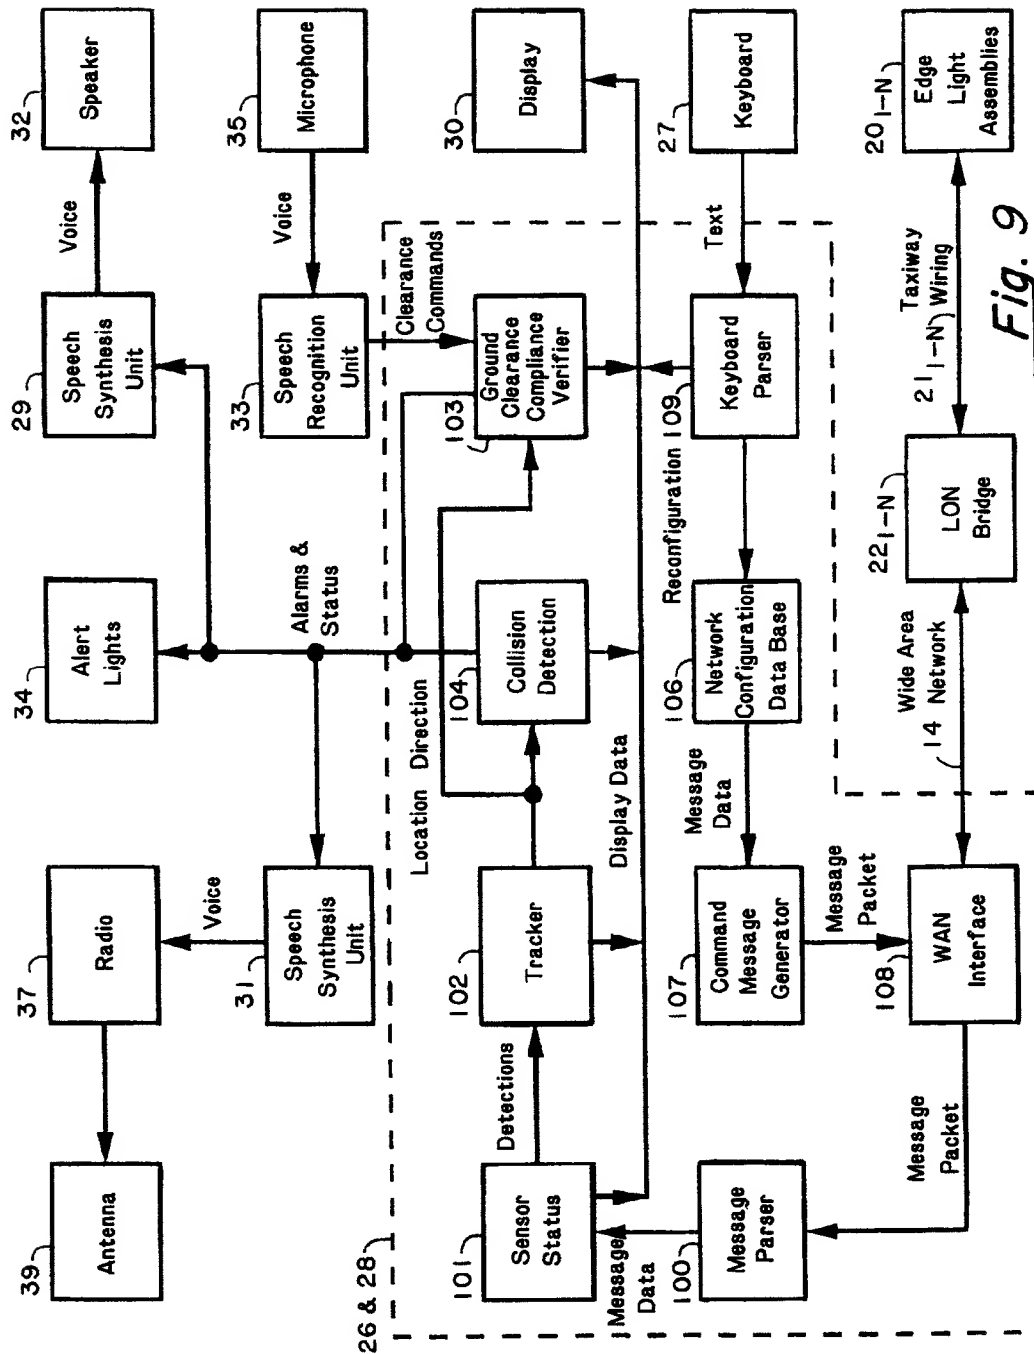 39
Antenna
37
Radio
Voice
31
Speech
Synthesis
Unit
34
Alert
Lights
Alarms &
Status
29
Speech
Synthesis
Unit
Voice
32
Speaker
33
Speech
Recognition
Unit
Voice
35
Microphone
26 & 28
Location
Direction
Clearance
Commands
101
Sensor
Status
Detections
102
Tracker
104
Collision
Detection
103
Ground
Clearance
Compliance
Verifier
30
Display
Message
Data
Display Data
100
Message
Parser
107
Command
Message
Generator
Message
Data
106
Network
Configuration
Data Base
Reconfiguration
109
Keyboard
Parser
Text
27
Keyboard
Message
Packet
Message
Packet
108
WAN
Interface
Wide Area
14 Network
22 1-N
LON
Bridge
Taxiway
21 1-N Wiring
20 1-N
Edge
Light
Assemblies
Fig. 9